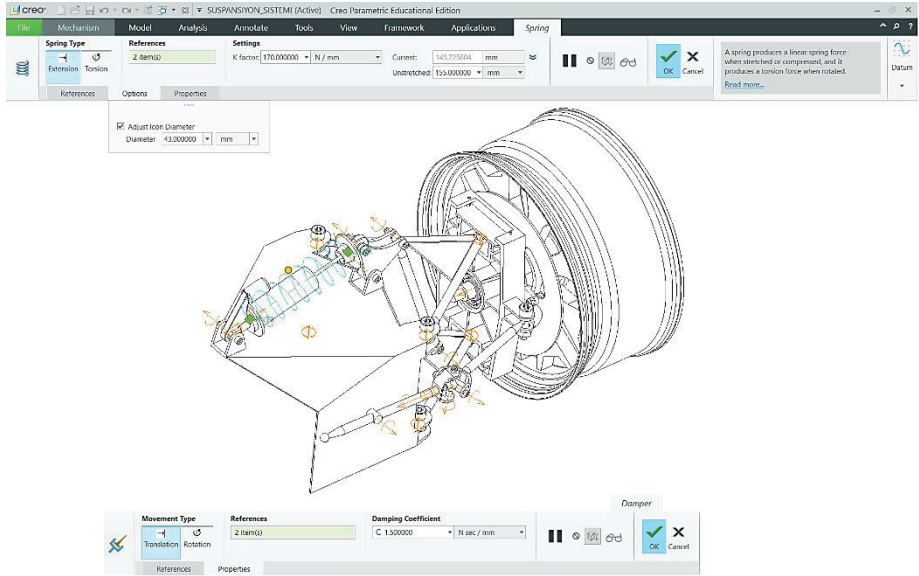 creo SUSPANSIYON_SISTEMI (Active) Creo Parametric Educational Edition
File Mechanism Model Analysis Annotate Tools View Framework Applications Spring
Spring Type References Settings
2 item(s) K factor: 170.000000 N / mm Current: 145.725604 mm
Extension Torsion Unstretched: 155.000000 mm
OK Cancel
A spring produces a linear spring force
when stretched or compressed, and it
produces a torsion force when rotated.
Read more...
Datum
References Options Properties
Adjust Icon Diameter
Diameter 43.000000 mm
Damper
Movement Type References Damping Coefficient
2 item(s) C 1.500000 N sec / mm
Translation Rotation
OK Cancel
References Properties